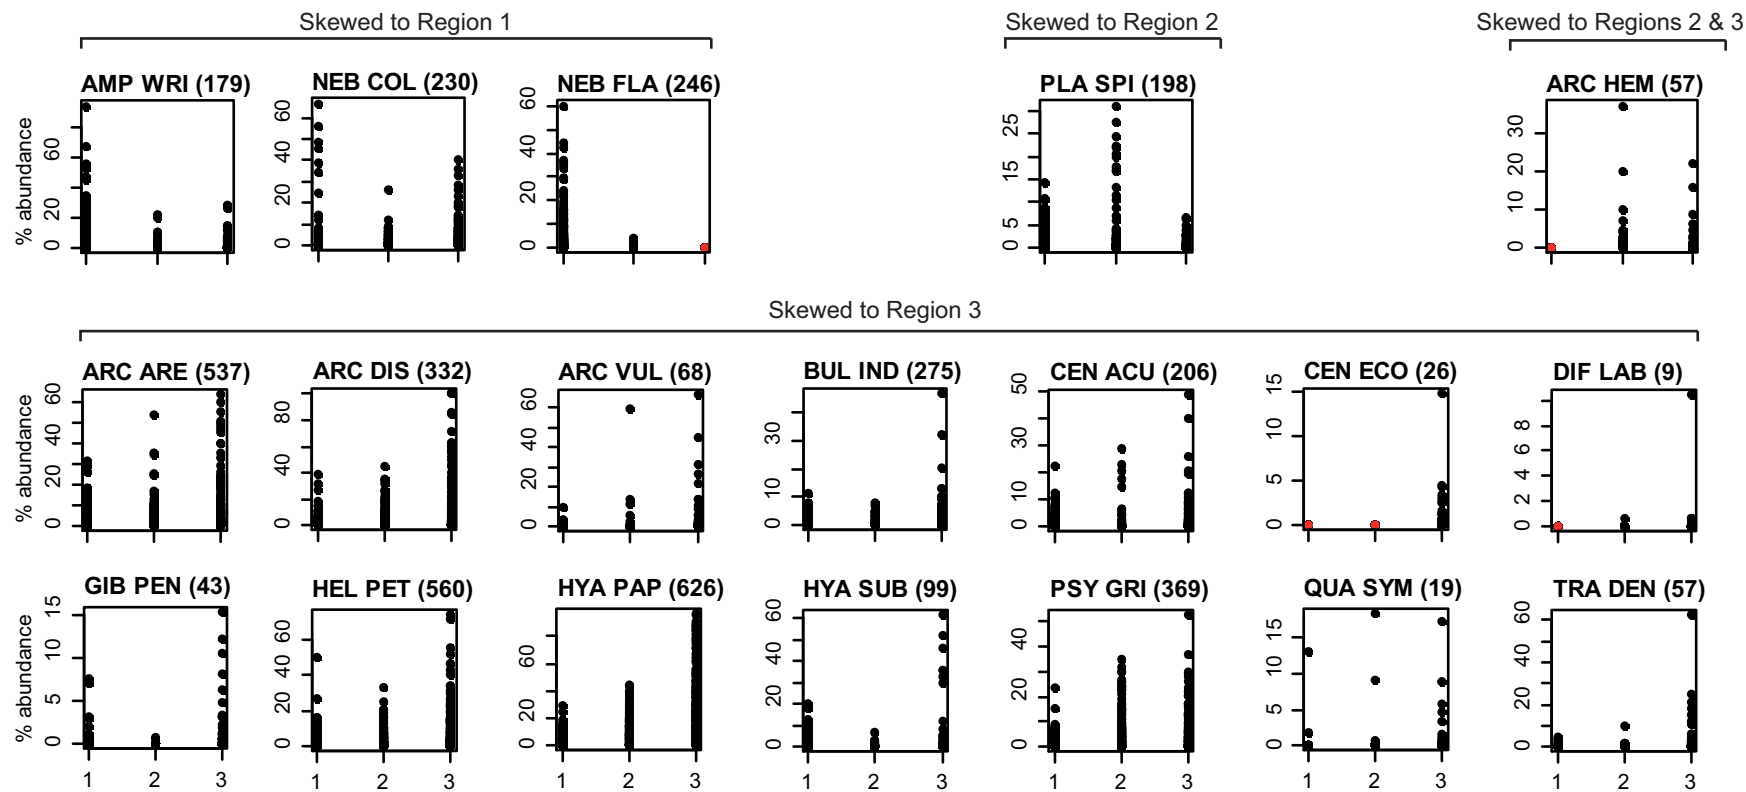 Skewed to Region 1 Skewed to Region 2 Skewed to Regions 2 & 3
AMP WRI (179) NEB COL (230) NEB FLA (246) PLA SPI (198) ARC HEM (57)
% abundance
0 20 60
0 20 40 60
0 20 40 60
0 5 15 25
0 10 20 30
Skewed to Region 3
ARC ARE (537) ARC DIS (332) ARC VUL (68) BUL IND (275) CEN ACU (206) CEN ECO (26) DIF LAB (9)
% abundance
0 20 40 60
0 40 80
0 20 40 60
0 10 30
0 10 30 50
0 5 10 15
0 2 4 6 8
GIB PEN (43) HEL PET (560) HYA PAP (626) HYA SUB (99) PSY GRI (369) QUA SYM (19) TRA DEN (57)
% abundance
0 5 10 15
0 20 40 60
0 20 60
0 20 40 60
0 20 40
0 5 10 15
0 20 40 60
1 2 3 1 2 3 1 2 3 1 2 3 1 2 3 1 2 3 1 2 3